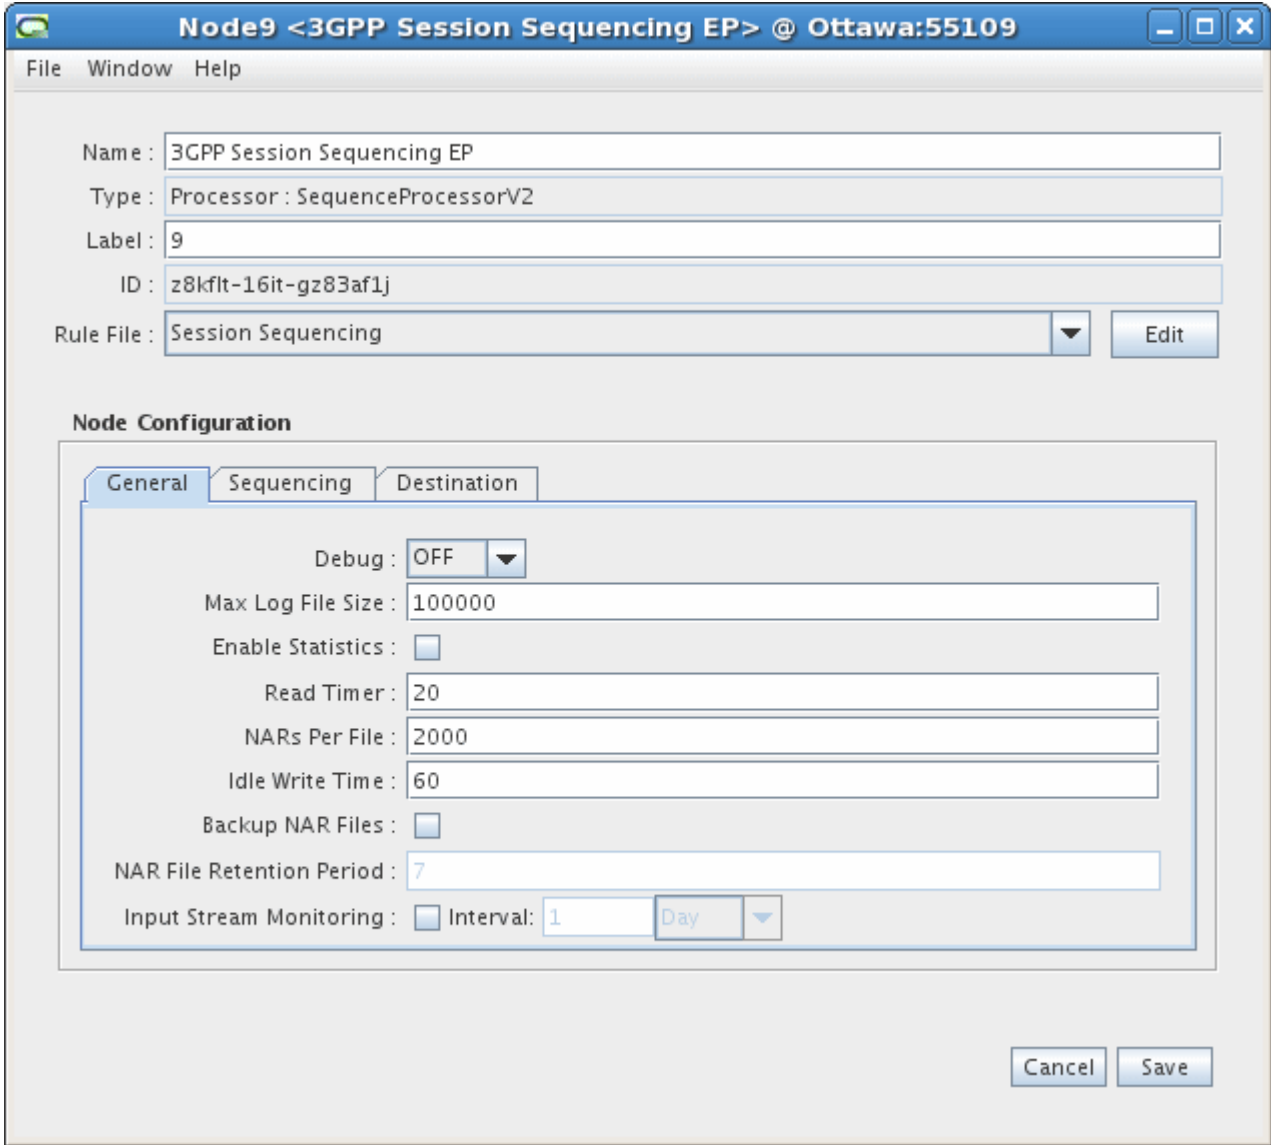 Node9 <3GPP Session Sequencing EP> @ Ottawa:55109
File Window Help
Name : 3GPP Session Sequencing EP
Type : Processor : SequenceProcessorV2
Label : 9
ID : z8kflt-16it-gz83af1j
Rule File : Session Sequencing Edit
Node Configuration
General Sequencing Destination
Debug : OFF
Max Log File Size : 100000
Enable Statistics :
Read Timer : 20
NARs Per File : 2000
Idle Write Time : 60
Backup NAR Files :
NAR File Retention Period : 7
Input Stream Monitoring : Interval: 1 Day
Cancel Save